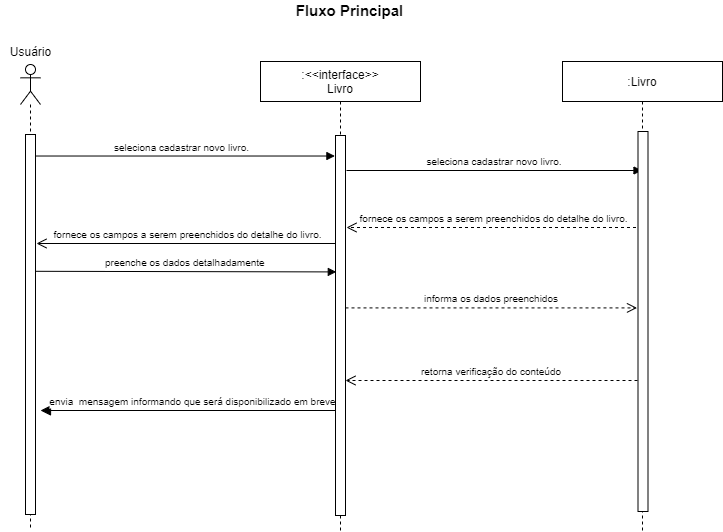 Fluxo Principal
Usuário
:<<interface>>
Livro
:Livro
seleciona cadastrar novo livro.
seleciona cadastrar novo livro.
fornece os campos a serem preenchidos do detalhe do livro.
fornece os campos a serem preenchidos do detalhe do livro.
preenche os dados detalhadamente
informa os dados preenchidos
retorna verificação do conteúdo
envia  mensagem informando que será disponibilizado em breve